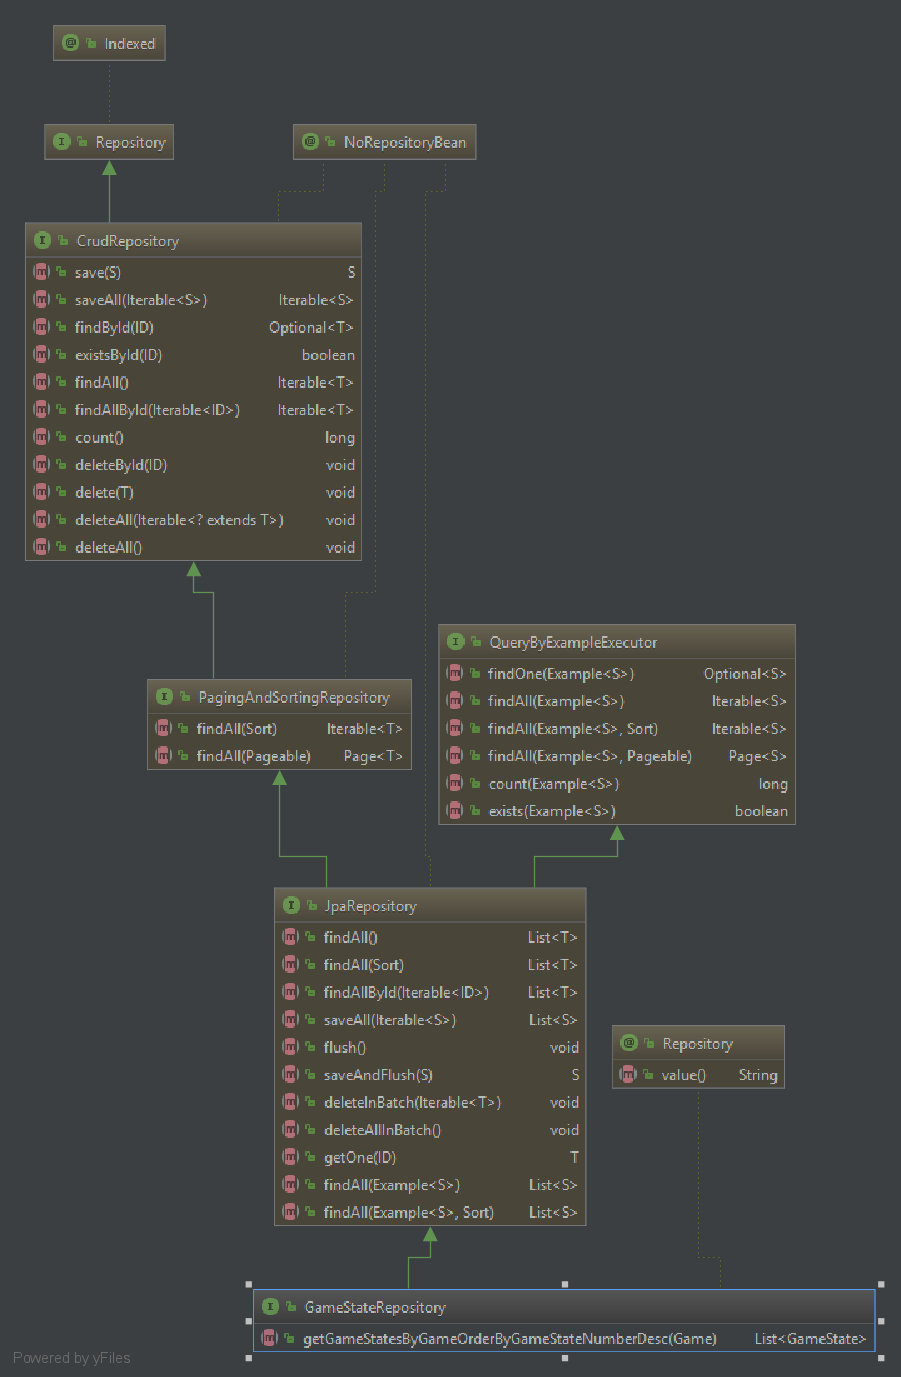 Indexed
Repository
NoRepositoryBean
CrudRepository
save(S) S
saveAll(Iterable<S>) Iterable<S>
findById(ID) Optional<T>
existsById(ID) boolean
findAll() Iterable<T>
findAllById(Iterable<ID>) Iterable<T>
count() long
deleteById(ID) void
delete(T) void
deleteAll(Iterable<? extends T>) void
deleteAll() void
QueryByExampleExecutor
findOne(Example<S>) Optional<S>
findAll(Example<S>) Iterable<S>
findAll(Example<S>, Sort) Iterable<S>
findAll(Example<S>, Pageable) Page<S>
count(Example<S>) long
exists(Example<S>) boolean
PagingAndSortingRepository
findAll(Sort) Iterable<T>
findAll(Pageable) Page<T>
JpaRepository
findAll() List<T>
findAll(Sort) List<T>
findAllById(Iterable<ID>) List<T>
saveAll(Iterable<S>) List<S>
flush() void
saveAndFlush(S) S
deleteInBatch(Iterable<T>) void
deleteAllInBatch() void
getOne(ID) T
findAll(Example<S>) List<S>
findAll(Example<S>, Sort) List<S>
Repository
value() String
GameStateRepository
getGameStatesByGameOrderByGameStateNumberDesc(Game) List<GameState>
Powered by yFiles